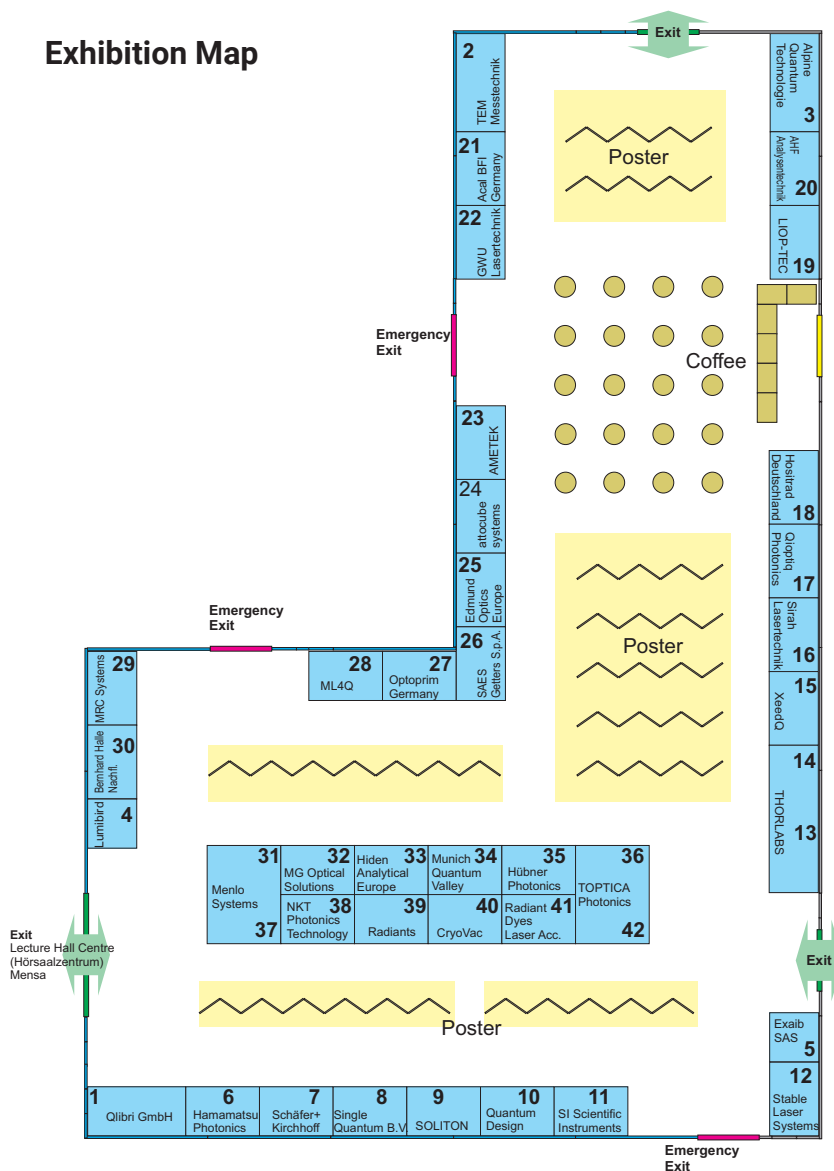 Exhibition Map
Exit
2
TEM
Messtechnik
21
Acal BFI
Germany
22
GWU
Lasertechnik
Poster
Alpine
Quantum
Technologie
3
AHF
Analysentechnik
20
LIOP-TEC
19
Emergency
Exit
Coffee
23
AMETEK
24
attocube
systems
25
Edmund
Optics
Europe
26
SAES
Getters S.p.A.
Hositrad
Deutschland
18
Qioptiq
Photonics
17
Sirah
Lasertechnik
16
15
XeedQ
14
THORLABS
13
Poster
Emergency
Exit
29
MRC Systems
30
Bernhard Halle
Nachfl.
4
Lumibird
28
ML4Q
27
Optoprim
Germany
31
Menlo
Systems
37
32
MG Optical
Solutions
33
Hiden
Analytical
Europe
34
Munich
Quantum
Valley
35
Hübner
Photonics
36
TOPTICA
Photonics
42
38
NKT
Photonics
Technology
39
Radiants
40
CryoVac
41
Radiant
Dyes
Laser Acc.
Exit
Lecture Hall Centre
(Hörsaalzentrum)
Mensa
Exit
Poster
Exaib
SAS
5
12
Stable
Laser
Systems
1
Qlibri GmbH
6
Hamamatsu
Photonics
7
Schäfer+
Kirchhoff
8
Single
Quantum B.V.
9
SOLITON
10
Quantum
Design
11
SI Scientific
Instruments
Emergency
Exit